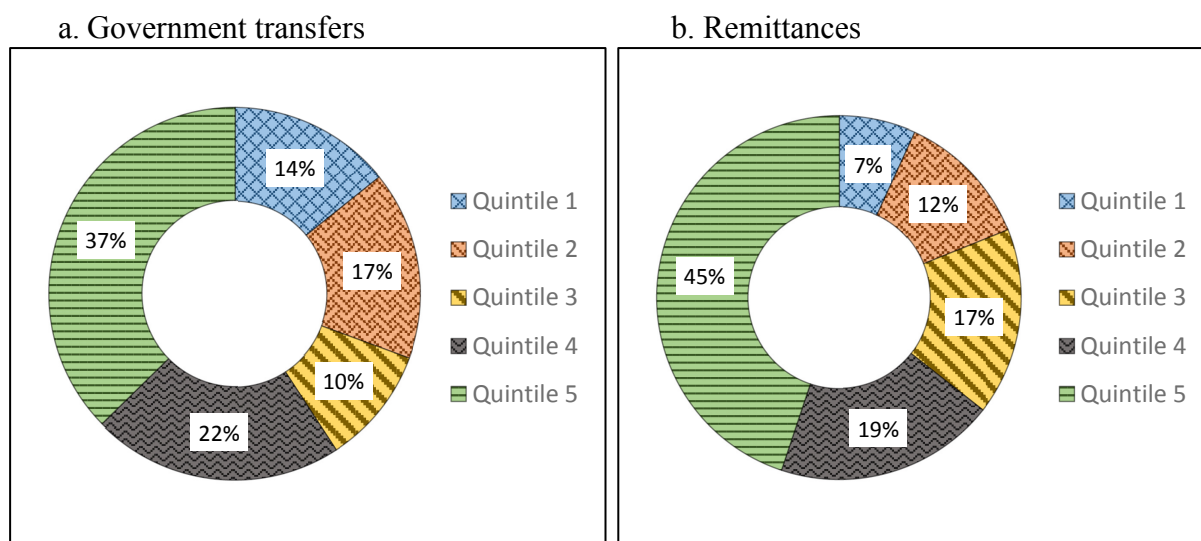 a. Government transfers
14%
17%
10%
22%
37%
Quintile 1
Quintile 2
Quintile 3
Quintile 4
Quintile 5
b. Remittances
7%
12%
17%
19%
45%
Quintile 1
Quintile 2
Quintile 3
Quintile 4
Quintile 5